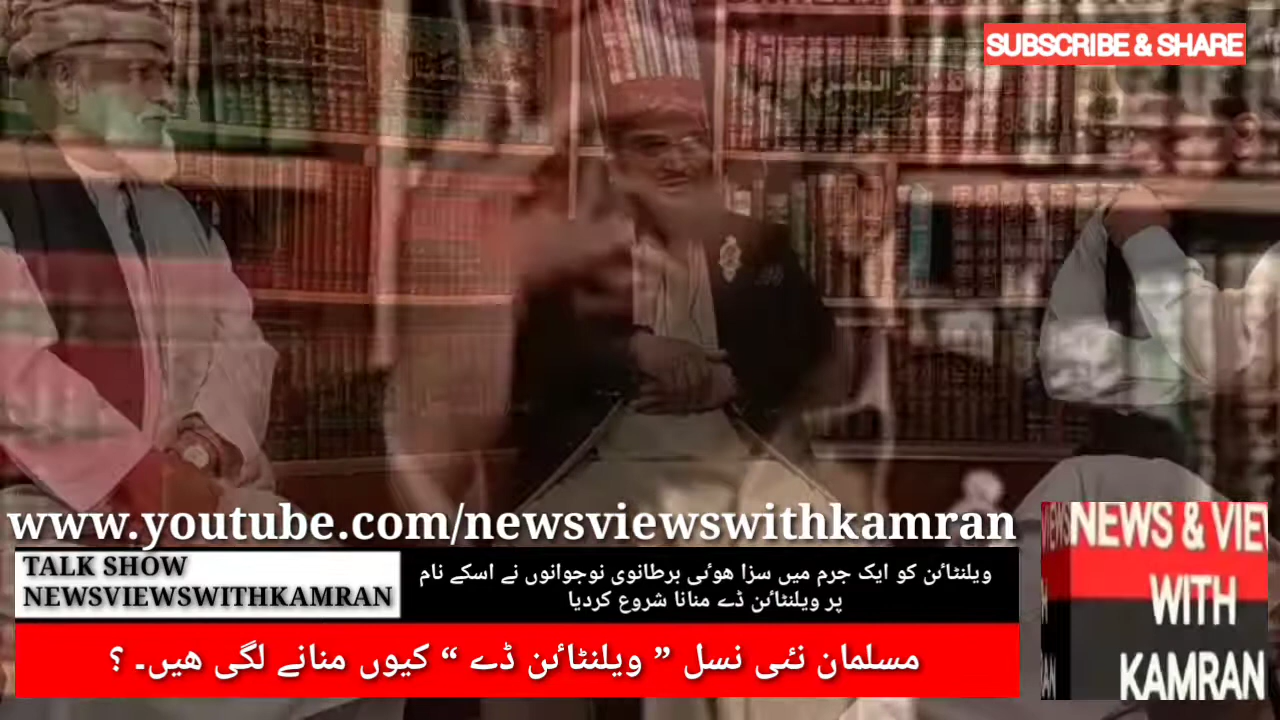 SUBSCRIBE & SHARE
www.youtube.com/newsviewswithkamran
TALK SHOW
NEWSVIEWSWITHKAMRAN
ویلنٹائن کو ایک جرم میں سزا ھوئی برطانوی نوجوانوں نے اسکے نام
پر ویلنٹائن ڈے منانا شروع کردیا
مسلمان نئی نسل ” ویلنٹائن ڈے “ کیوں منانے لگی ھیں۔ ؟
NEWS & VIE
WITH
KAMRAN